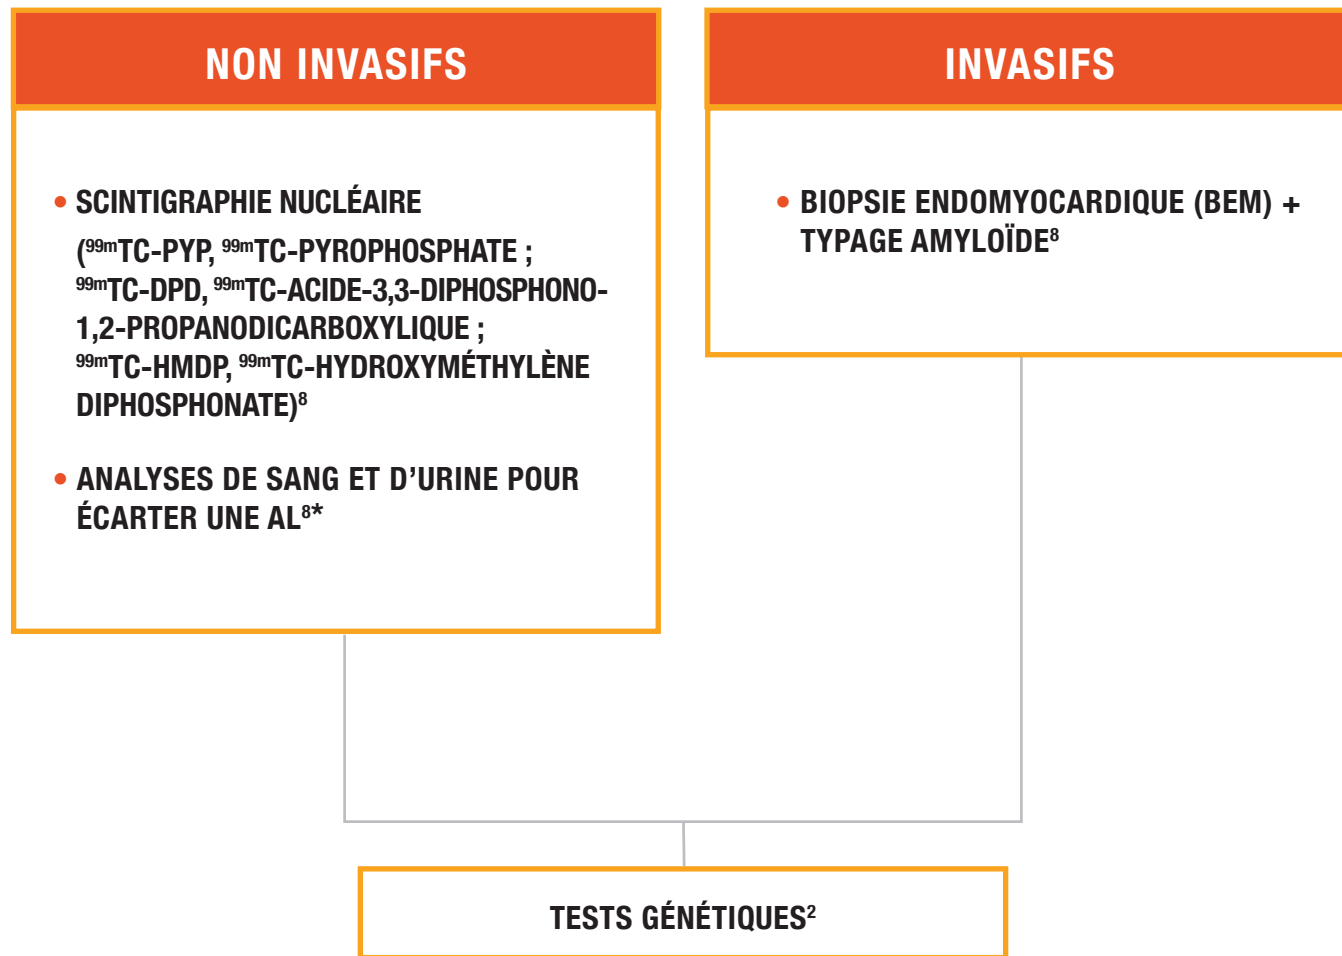 NON INVASIFS
• SCINTIGRAPHIE NUCLÉAIRE
(⁹⁹ᵐTC-PYP, ⁹⁹ᵐTC-PYROPHOSPHATE ;
⁹⁹ᵐTC-DPD, ⁹⁹ᵐTC-ACIDE-3,3-DIPHOSPHONO-
1,2-PROPANODICARBOXYLIQUE ;
⁹⁹ᵐTC-HMDP, ⁹⁹ᵐTC-HYDROXYMÉTHYLÈNE
DIPHOSPHONATE)⁸
• ANALYSES DE SANG ET D’URINE POUR
ÉCARTER UNE AL⁸*
INVASIFS
• BIOPSIE ENDOMYOCARDIQUE (BEM) +
TYPAGE AMYLOÏDE⁸
TESTS GÉNÉTIQUES²